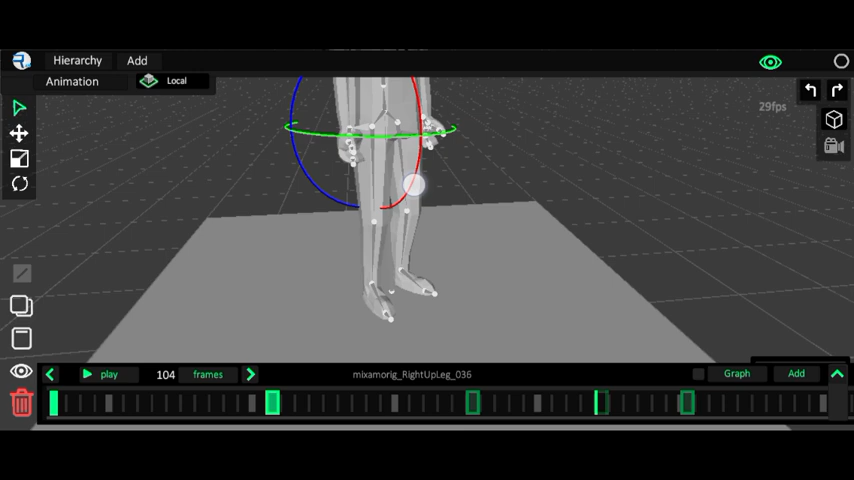 Hierarchy Add
Animation Local
29fps
play 104 frames mixamorig_RightUpLeg_036 Graph Add